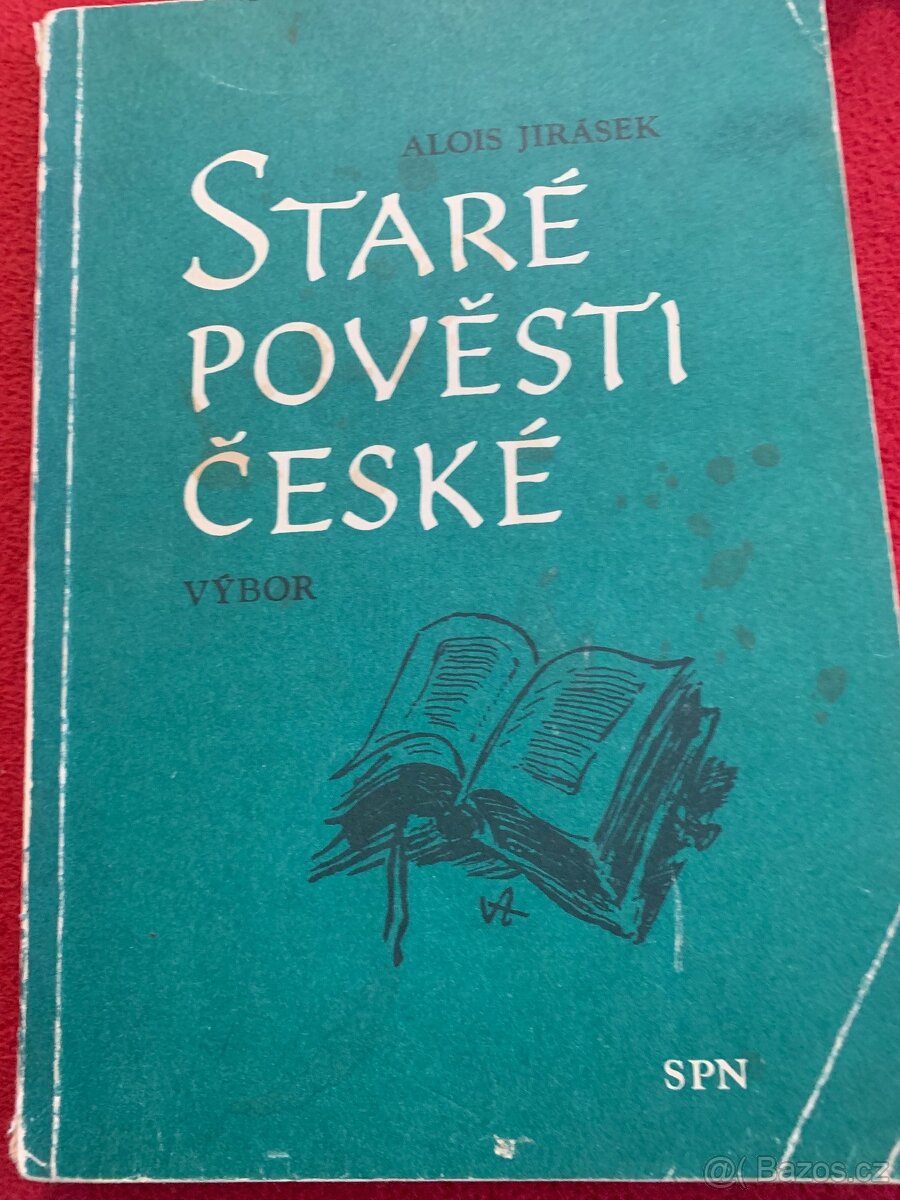 ALOIS JIRÁSEK
STARÉ
POVĚSTI
ČESKÉ
VÝBOR
SPN
@( Bazos.cz